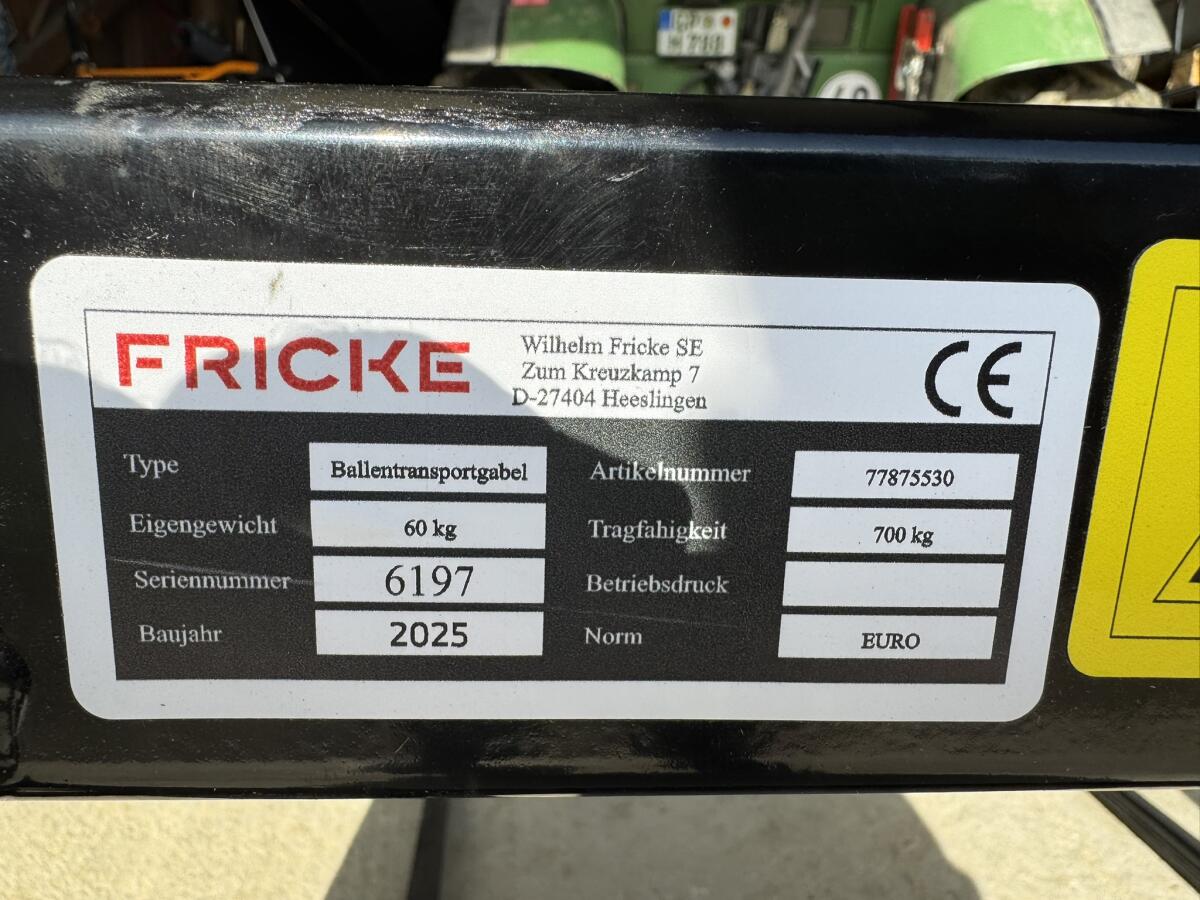 FRICKE
Wilhelm Fricke SE
Zum Kreuzkamp 7
D-27404 Heeslingen
CE
Type Ballentransportgabel Artikelnummer 77875530
Eigengewicht 60 kg Tragfahigkeit 700 kg
Seriennummer 6197 Betriebsdruck
Baujahr 2025 Norm EURO